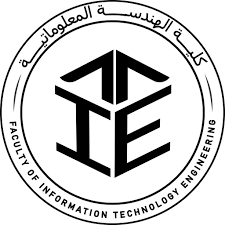 كلية الهندسة المعلوماتية
ITE
FACULTY OF INFORMATION TECHNOLOGY ENGINEERING